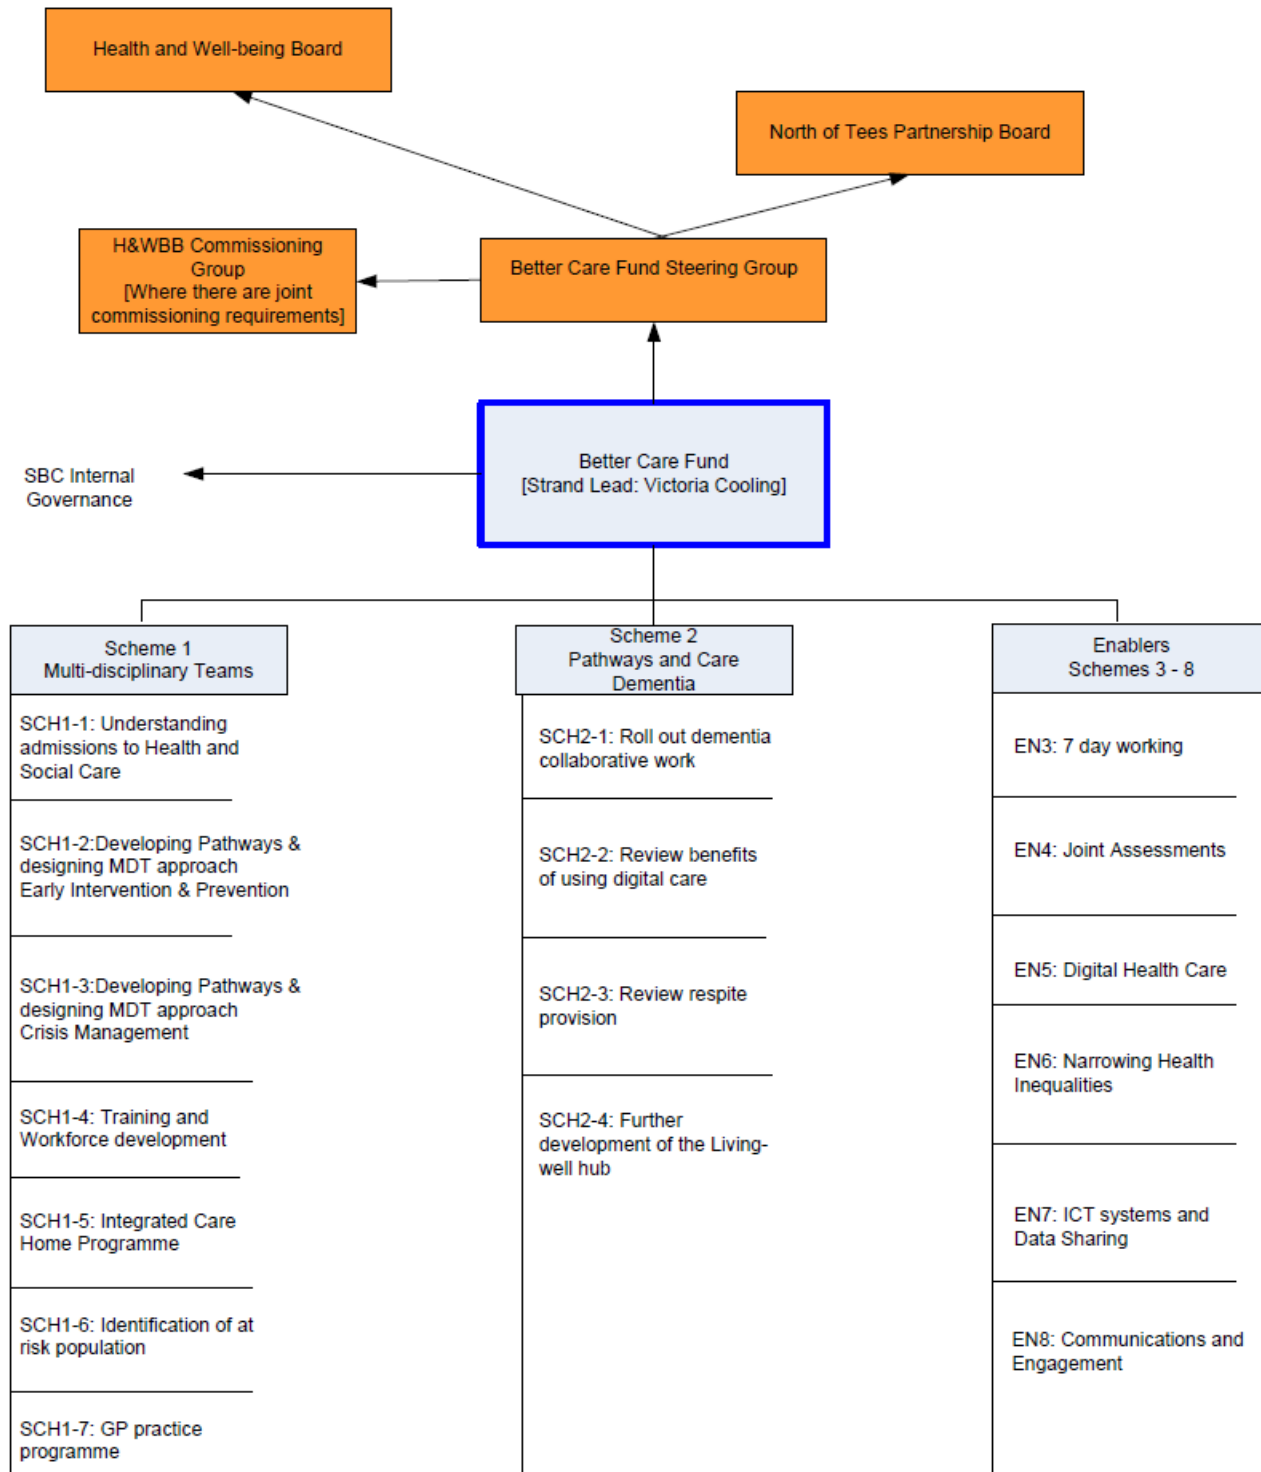 Health and Well-being Board
North of Tees Partnership Board
H&WBB Commissioning
Group
[Where there are joint
commissioning requirements]
Better Care Fund Steering Group
SBC Internal
Governance
Better Care Fund
[Strand Lead: Victoria Cooling]
Scheme 1
Multi-disciplinary Teams
SCH1-1: Understanding
admissions to Health and
Social Care
SCH1-2:Developing Pathways &
designing MDT approach
Early Intervention & Prevention
SCH1-3:Developing Pathways &
designing MDT approach
Crisis Management
SCH1-4: Training and
Workforce development
SCH1-5: Integrated Care
Home Programme
SCH1-6: Identification of at
risk population
SCH1-7: GP practice
programme
Scheme 2
Pathways and Care
Dementia
SCH2-1: Roll out dementia
collaborative work
SCH2-2: Review benefits
of using digital care
SCH2-3: Review respite
provision
SCH2-4: Further
development of the Living-
well hub
Enablers
Schemes 3 - 8
EN3: 7 day working
EN4: Joint Assessments
EN5: Digital Health Care
EN6: Narrowing Health
Inequalities
EN7: ICT systems and
Data Sharing
EN8: Communications and
Engagement